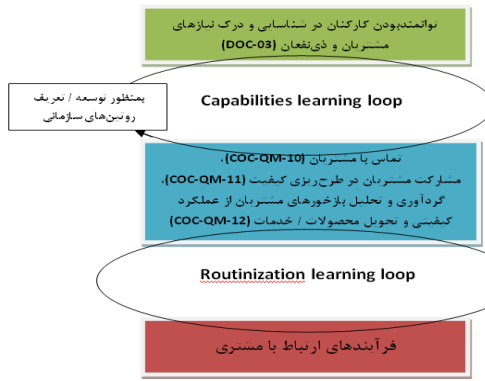 توانمندبودن کارکنان در شناسایی و درک نیازهای
مشتریان و ذی‌نفعان (DOC-03)
Capabilities learning loop
بمنظور توسعه / تعریف
روتین‌های سازمانی
تماس با مشتریان (COC-QM-10)،
مشارکت مشتریان در طرح‌ریزی کیفیت (COC-QM-11)،
گردآوری و تحلیل بازخورهای مشتریان از عملکرد
کیفیتی و تحویل محصولات / خدمات (COC-QM-12)
Routinization learning loop
فرآیندهای ارتباط با مشتری